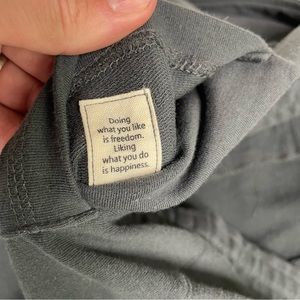 Doing
what you like
is freedom.
Liking
what you do
is happiness.